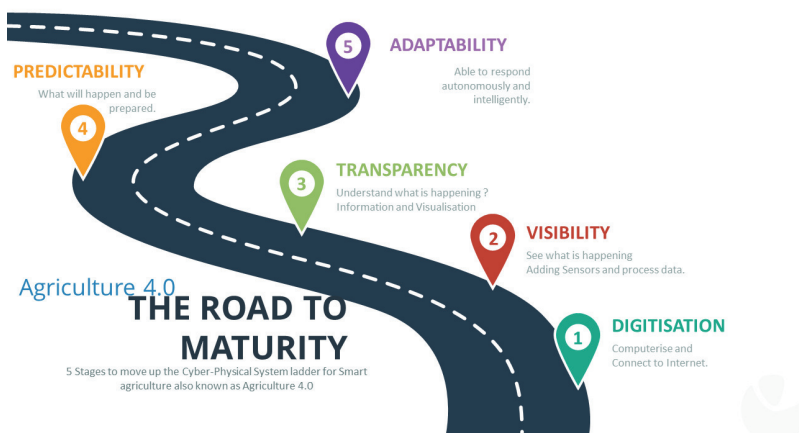 5
ADAPTABILITY
Able to respond
autonomously and
intelligently.
PREDICTABILITY
What will happen and be
prepared.
4
3
TRANSPARENCY
Understand what is happening ?
Information and Visualisation
2
VISIBILITY
See what is happening
Adding Sensors and process data.
Agriculture 4.0
THE ROAD TO
MATURITY
5 Stages to move up the Cyber-Physical System ladder for Smart
agriculture also known as Agriculture 4.0
1
DIGITISATION
Computerise and
Connect to Internet.